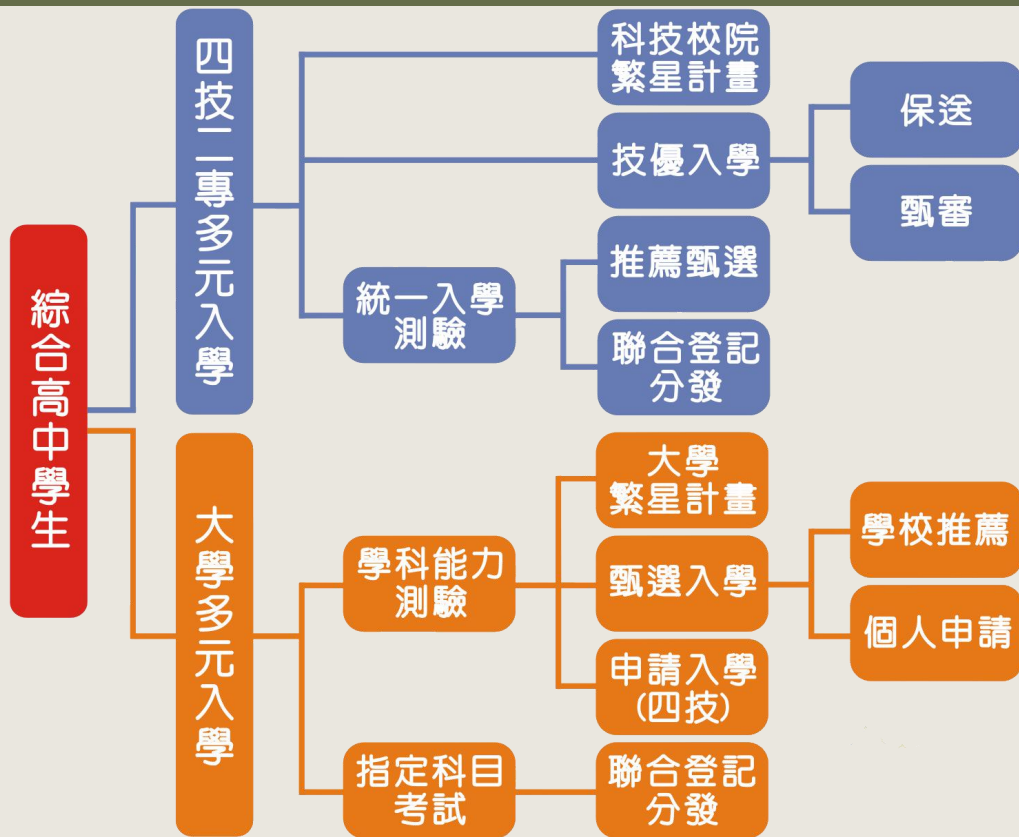 綜合高中學生
四技二專多元入學
科技校院
繁星計畫
技優入學
保送
甄審
統一入學
測驗
推薦甄選
聯合登記
分發
大學多元入學
學科能力
測驗
大學
繁星計畫
甄選入學
學校推薦
個人申請
申請入學
(四技)
指定科目
考試
聯合登記
分發